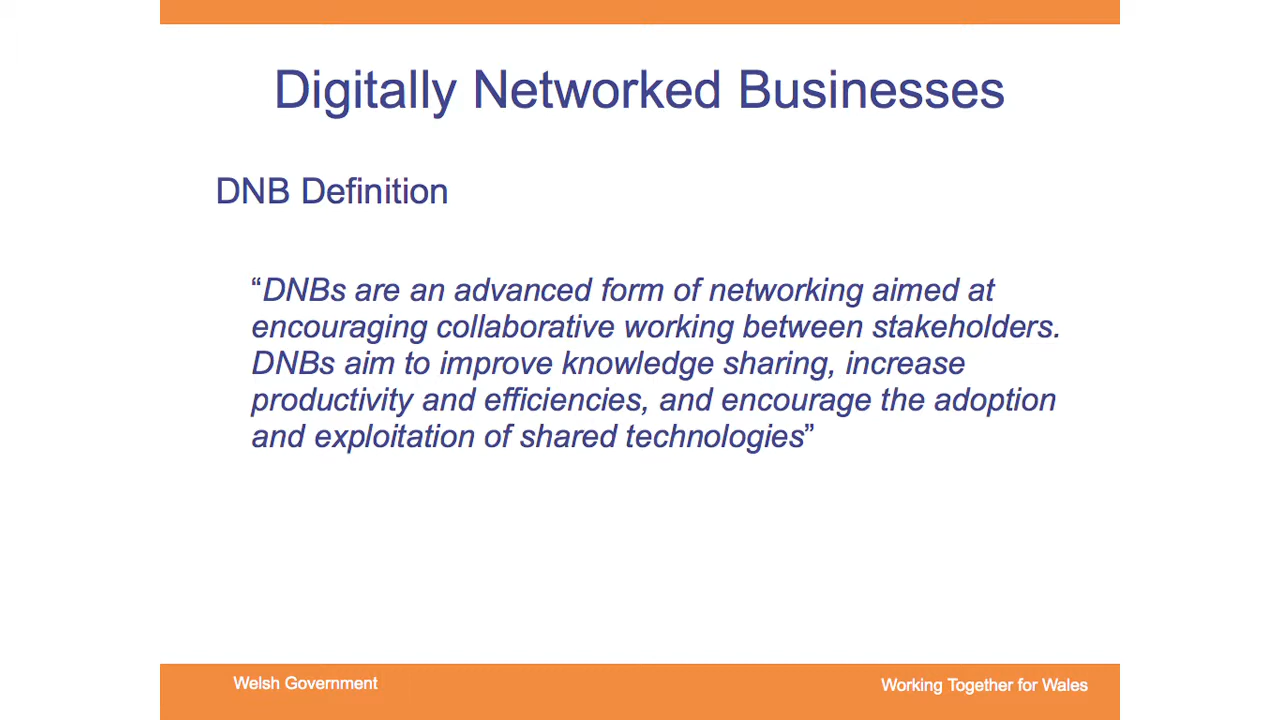 Digitally Networked Businesses
DNB Definition
“DNBs are an advanced form of networking aimed at
encouraging collaborative working between stakeholders.
DNBs aim to improve knowledge sharing, increase
productivity and efficiencies, and encourage the adoption
and exploitation of shared technologies”
Welsh Government
Working Together for Wales